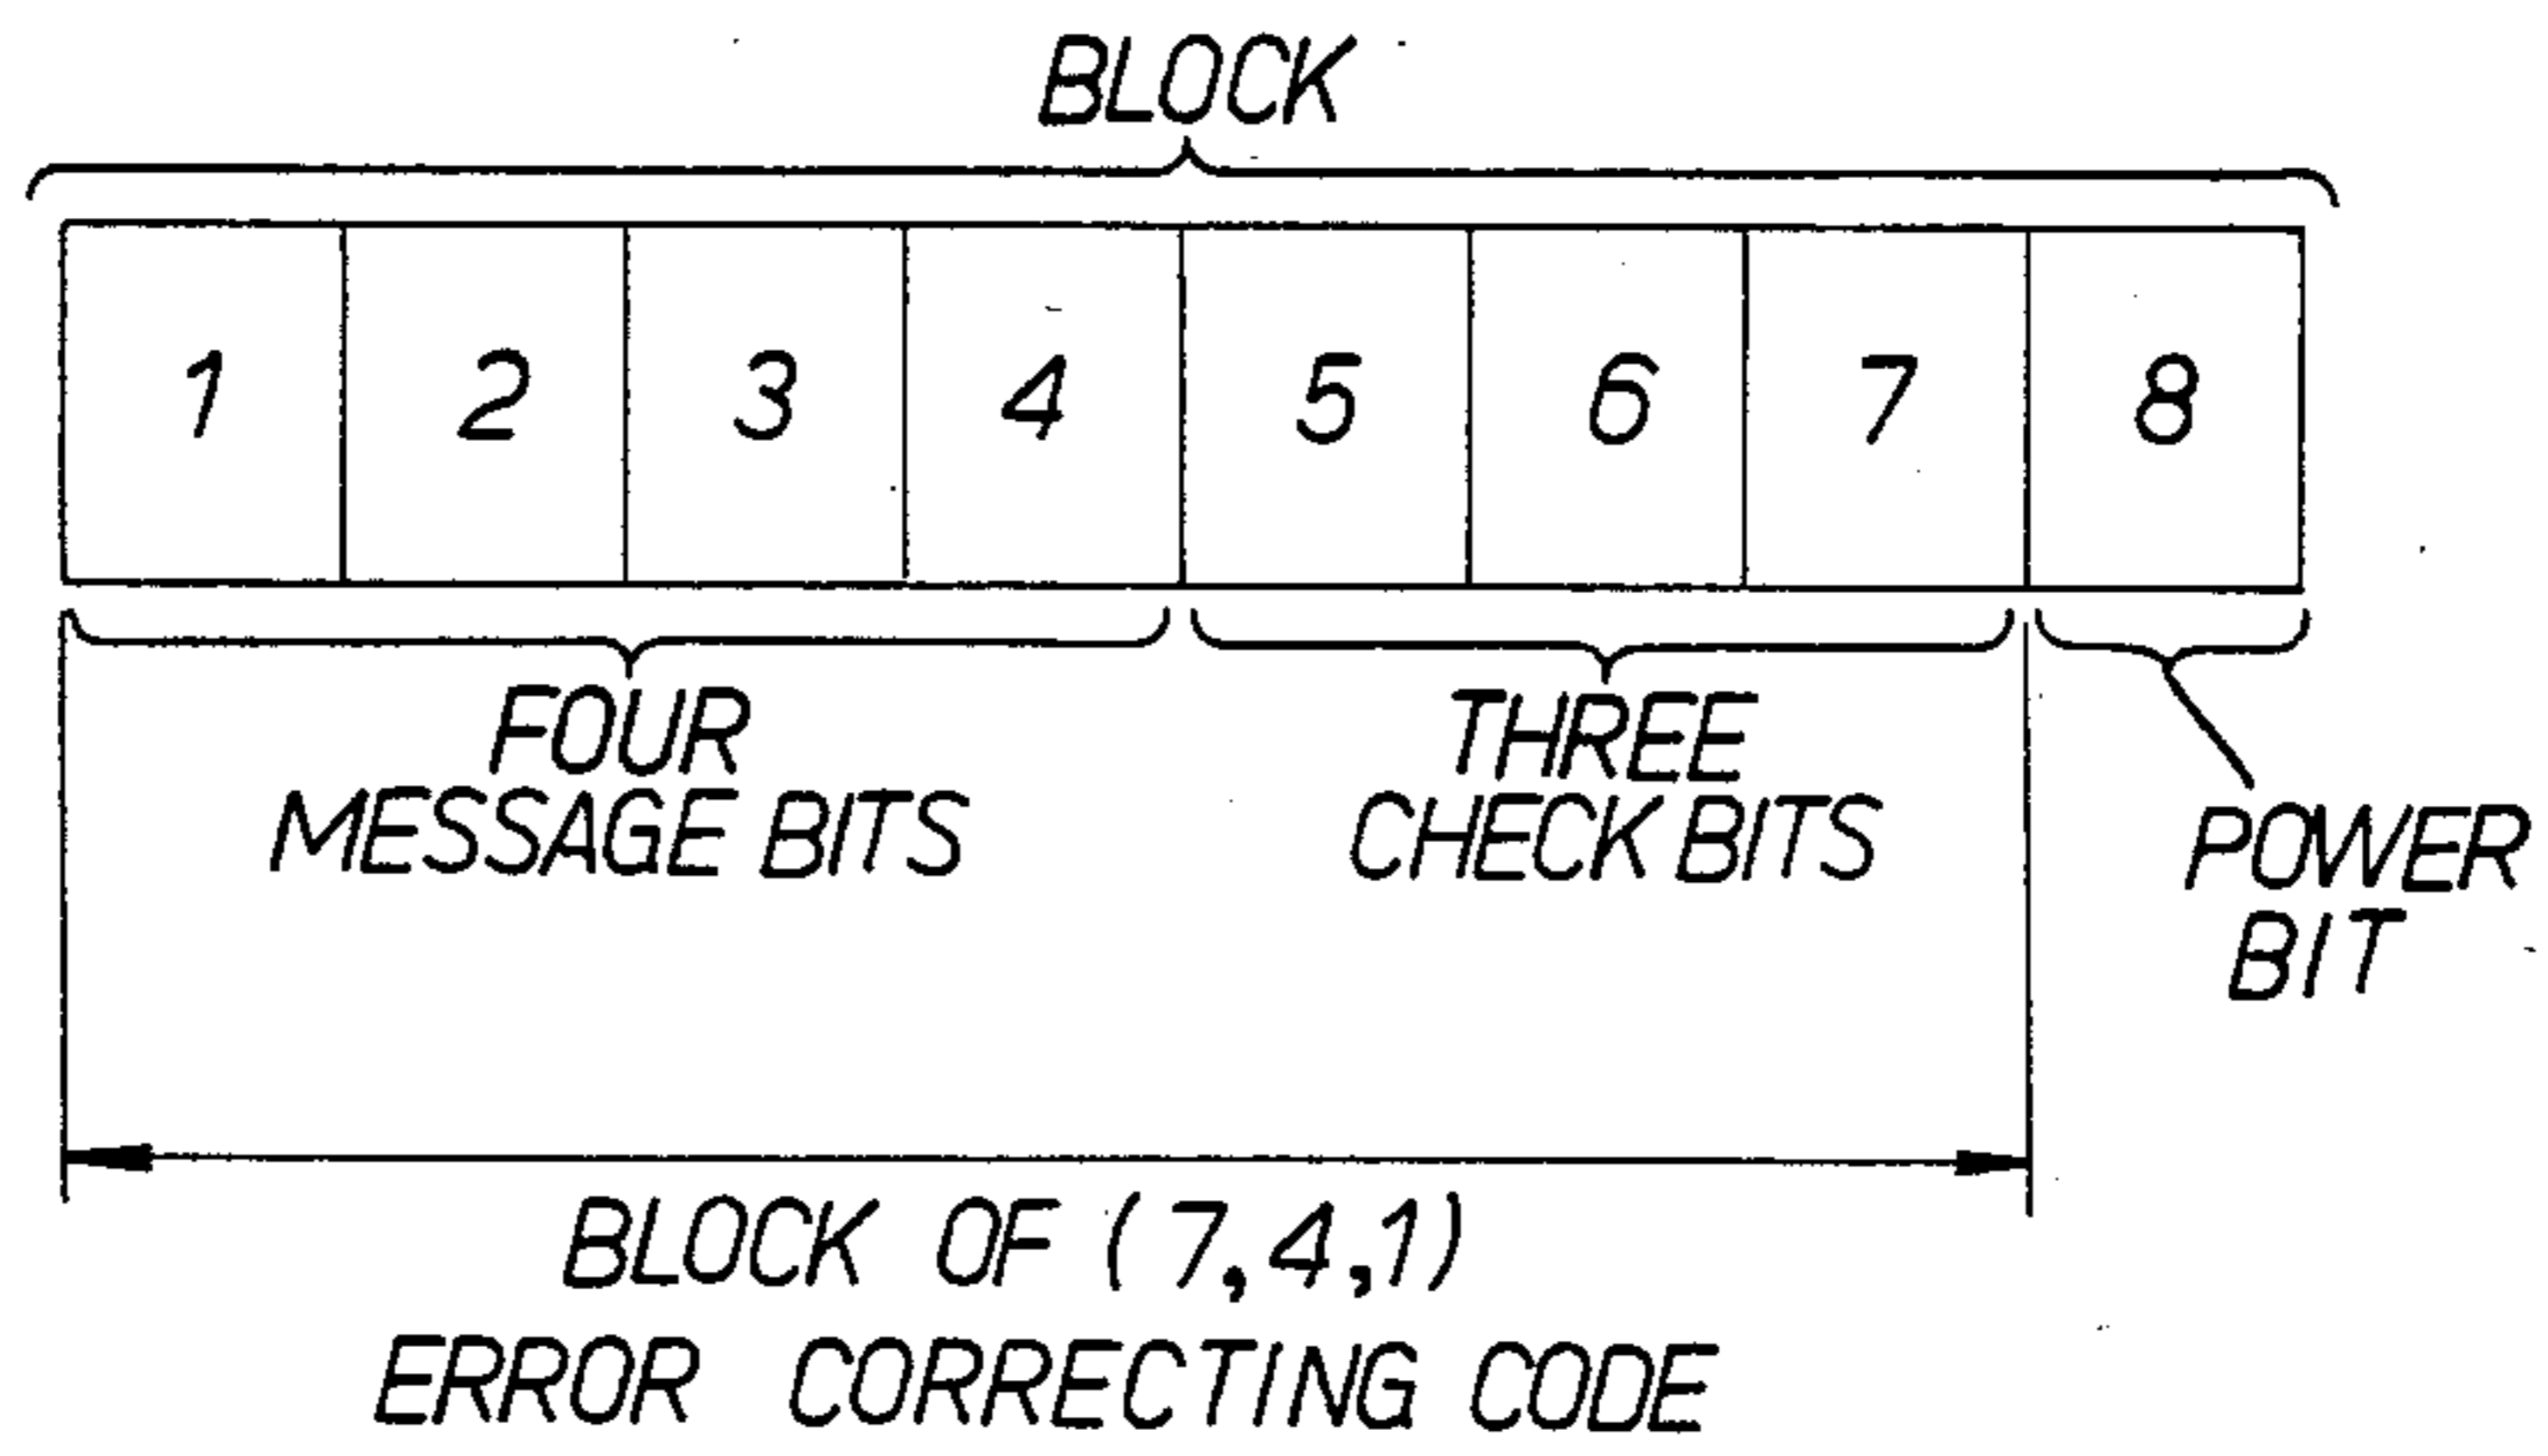 BLOCK
1 2 3 4 5 6 7 8
FOUR
MESSAGE BITS
THREE
CHECK BITS
POWER
BIT
BLOCK OF (7,4,1)
ERROR CORRECTING CODE